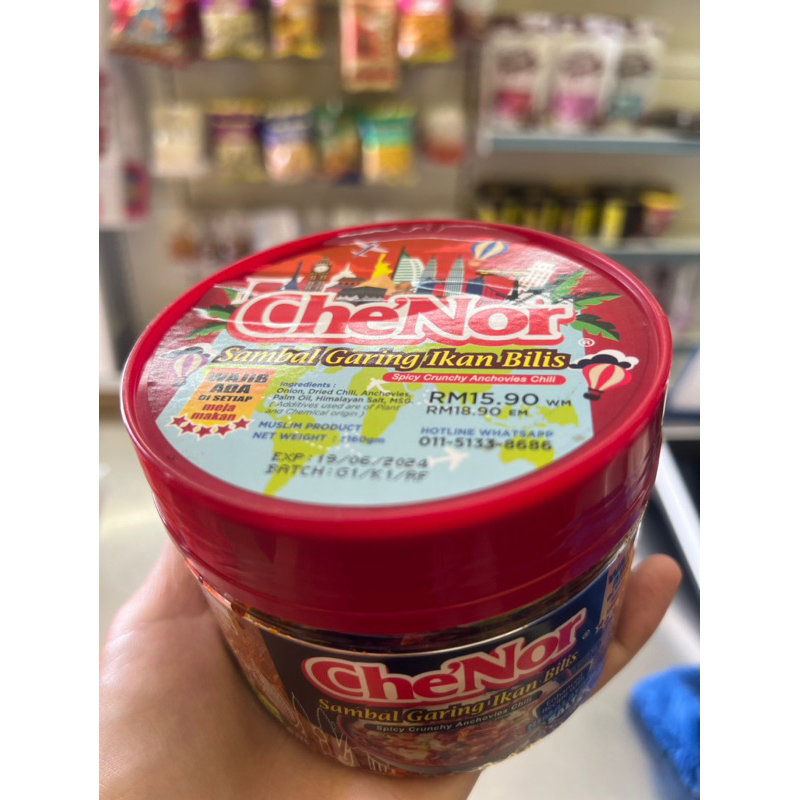 Che'Nor ®
Sambal Garing Ikan Bilis
Spicy Crunchy Anchovies Chili
WAJIB
ADA
DI SETIAP
meja
makan
Ingredients :
Onion, Dried Chili, Anchovies,
Palm Oil, Himalayan Salt, MSG.
( Additives used are of Plant
and Chemical origin )
MUSLIM PRODUCT
NET WEIGHT : ±160gm
RM15.90 WM
RM18.90 EM
HOTLINE WHATSAPP
011-5133-8686
EXP:19/06/2024
BATCH:G1/K1/RF
Che'Nor ®
Sambal Garing Ikan Bilis
Spicy Crunchy Anchovies Chili